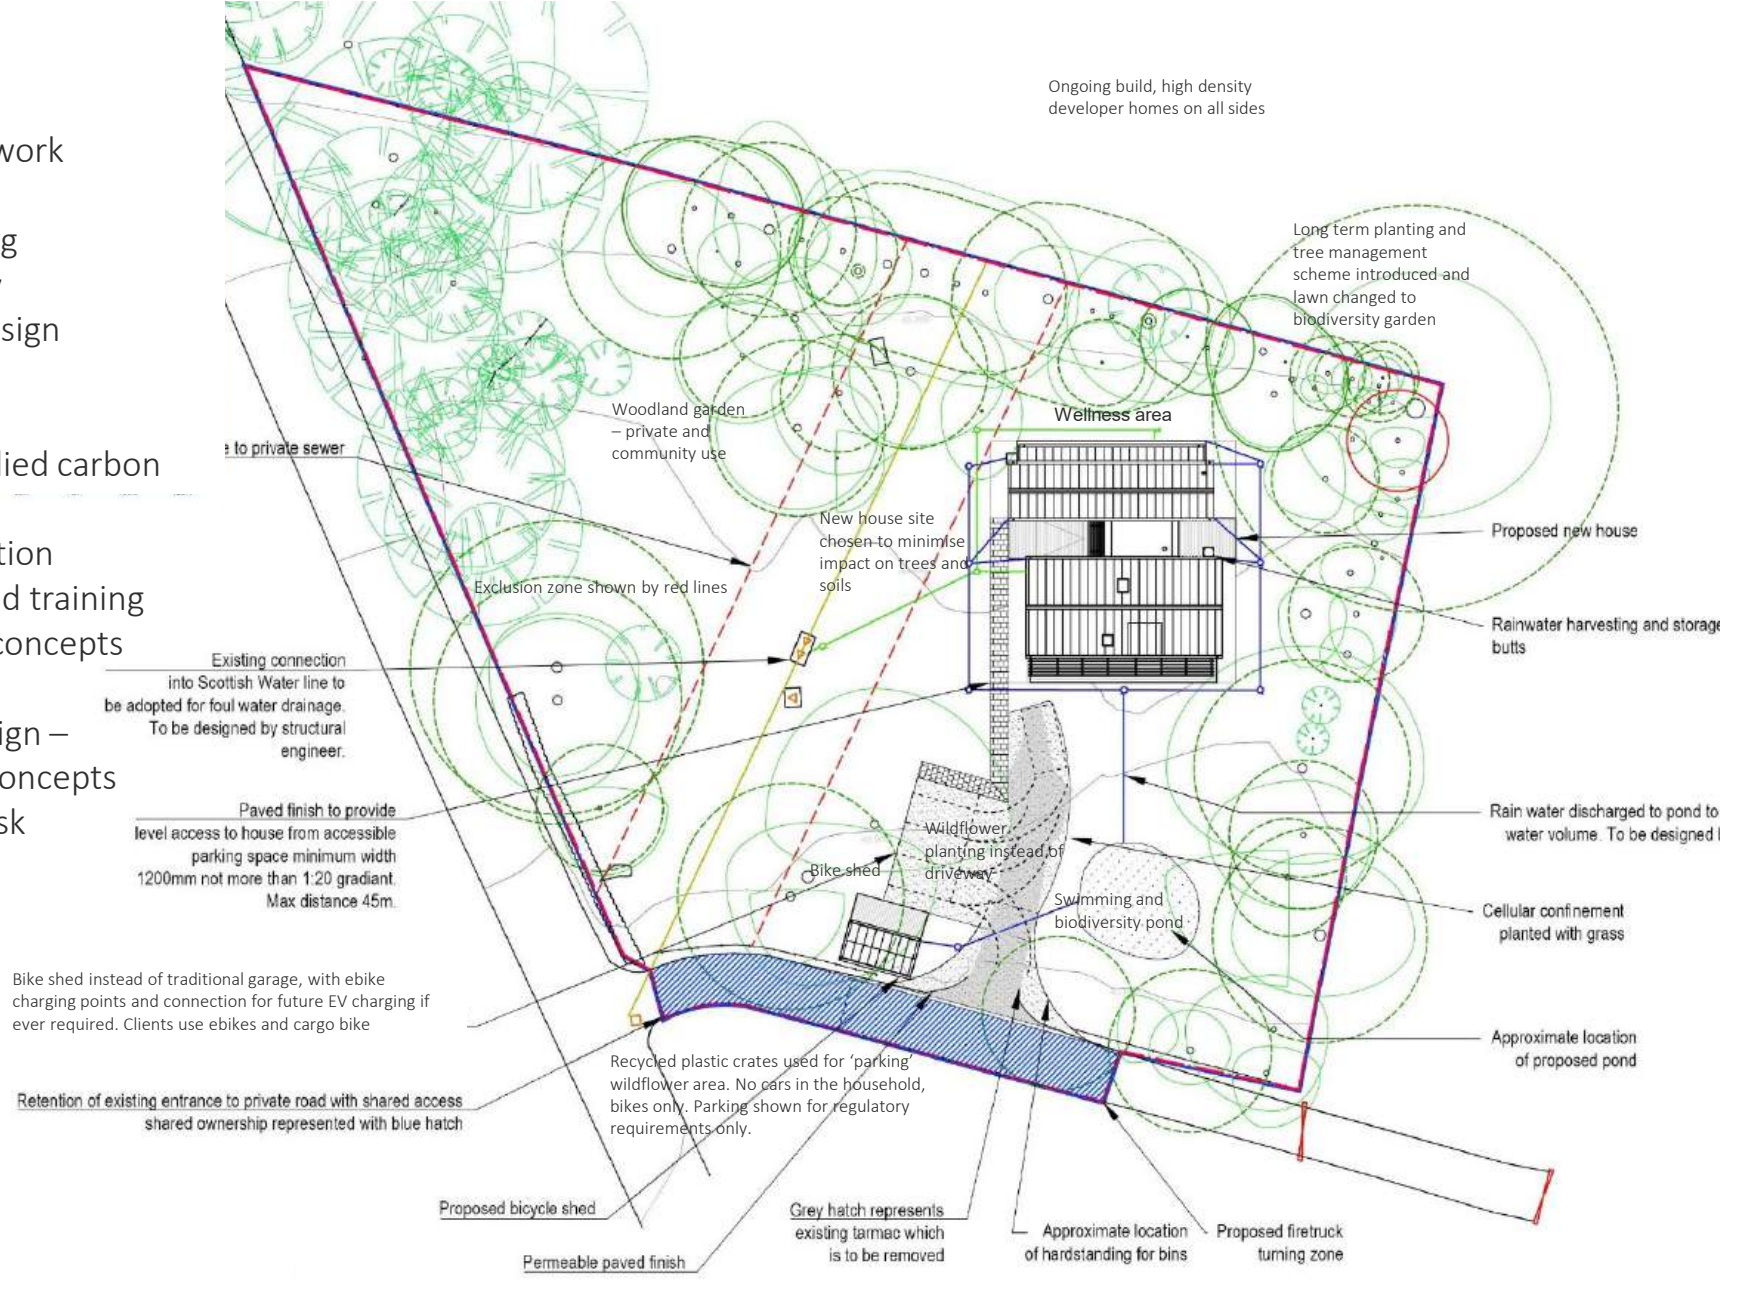 work
g
sign
lied carbon
tion
d training
concepts
ign –
concepts
sk
Ongoing build, high density
developer homes on all sides
Long term planting and
tree management
scheme introduced and
lawn changed to
biodiversity garden
Woodland garden
– private and
community use
Wellness area
e to private sewer
New house site
chosen to minimise
impact on trees and
soils
Proposed new house
Exclusion zone shown by red lines
Rainwater harvesting and storage
butts
Existing connection
into Scottish Water line to
be adopted for foul water drainage.
To be designed by structural
engineer.
Paved finish to provide
level access to house from accessible
parking space minimum width
1200mm not more than 1:20 gradiant.
Max distance 45m.
Rain water discharged to pond to
water volume. To be designed
Wildflower
planting instead of
driveway
Bike shed
Swimming and
biodiversity pond
Cellular confinement
planted with grass
Bike shed instead of traditional garage, with ebike
charging points and connection for future EV charging if
ever required. Clients use ebikes and cargo bike
Approximate location
of proposed pond
Recycled plastic crates used for ‘parking’
wildflower area. No cars in the household,
bikes only. Parking shown for regulatory
requirements only.
Retention of existing entrance to private road with shared access
shared ownership represented with blue hatch
Proposed bicycle shed
Permeable paved finish
Grey hatch represents
existing tarmac which
is to be removed
Approximate location
of hardstanding for bins
Proposed firetruck
turning zone